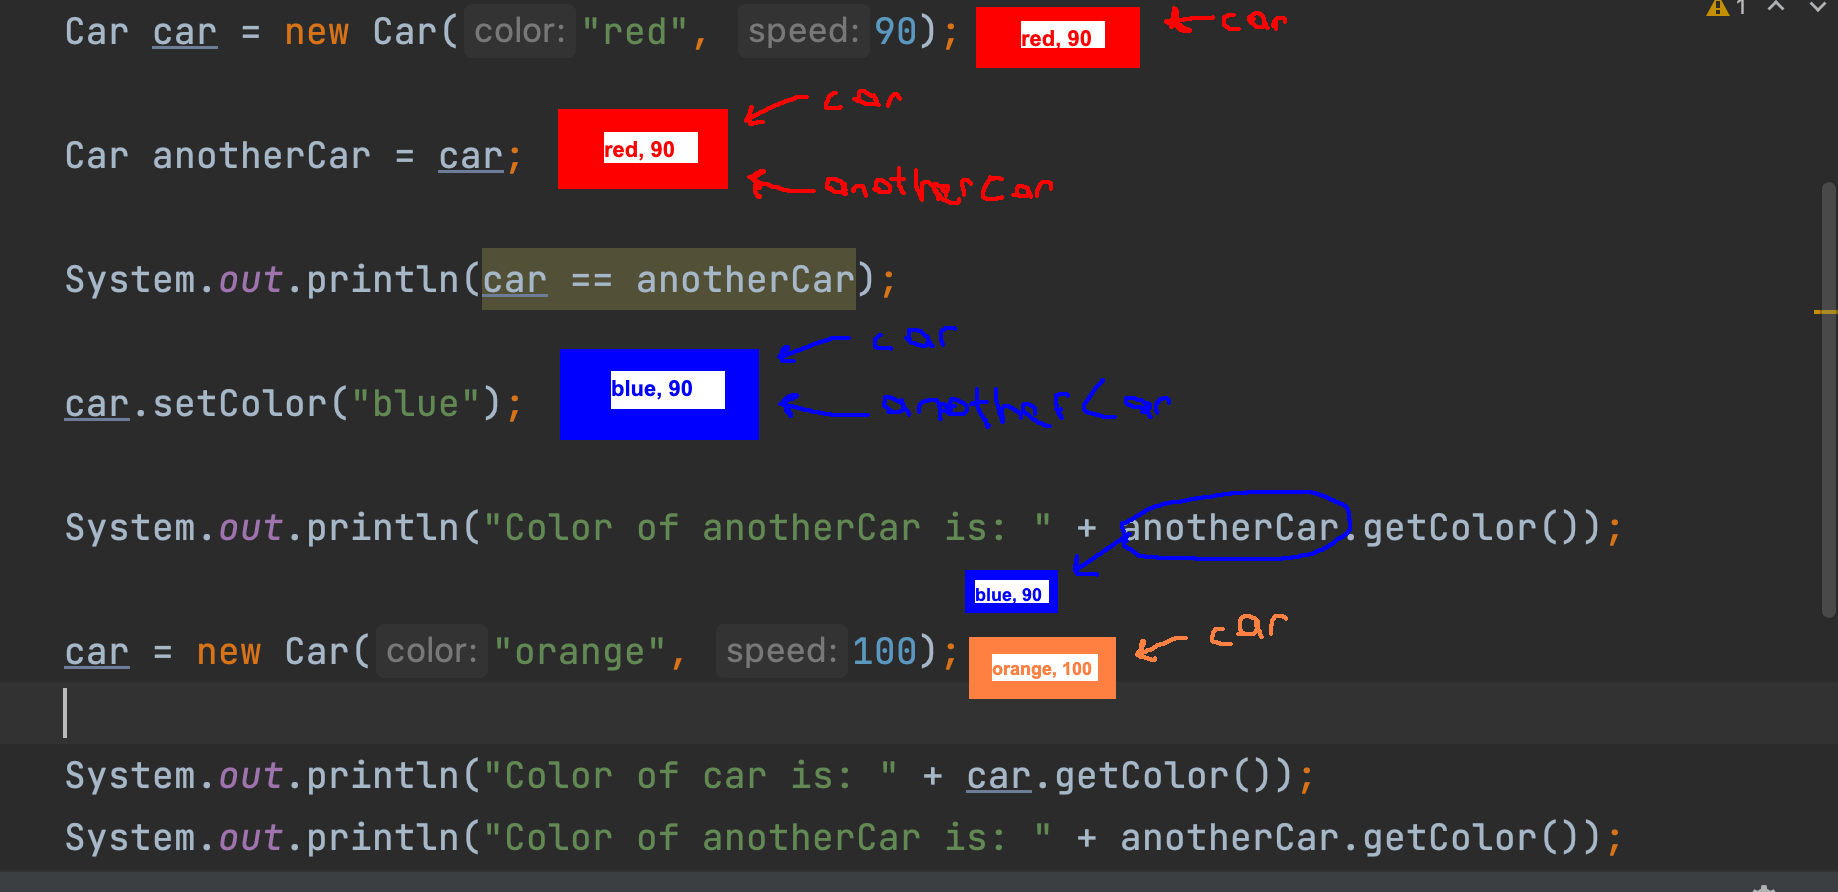 Car car = new Car( color: "red", speed: 90); red, 90 car
1
car
Car anotherCar = car; red, 90
anotherCar
System.out.println(car == anotherCar);
car
car.setColor("blue"); blue, 90 anotherCar
System.out.println("Color of anotherCar is: " + anotherCar.getColor());
blue, 90
car = new Car( color: "orange", speed: 100); orange, 100 car
System.out.println("Color of car is: " + car.getColor());
System.out.println("Color of anotherCar is: " + anotherCar.getColor());